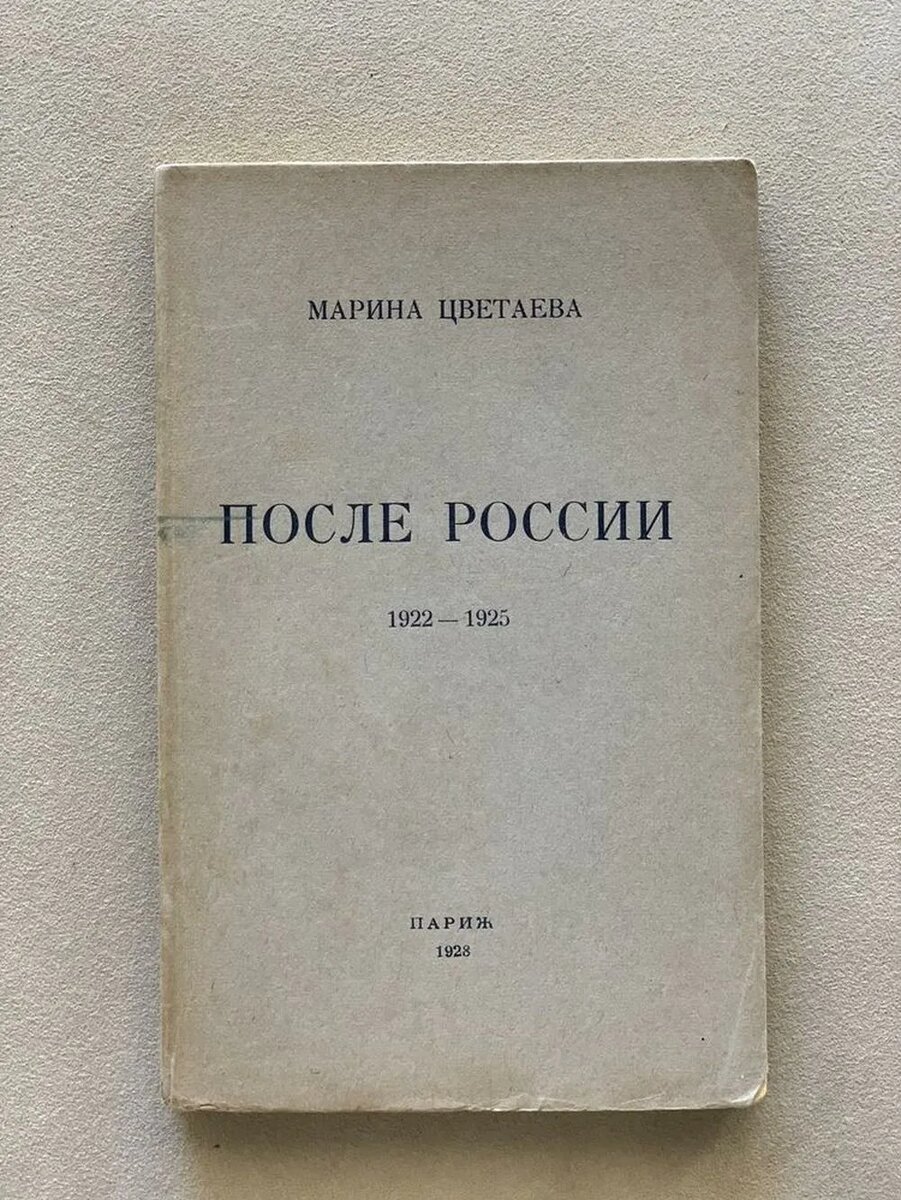 МАРИНА ЦВЕТАЕВА
ПОСЛЕ РОССИИ
1922 — 1925
ПАРИЖ
1928